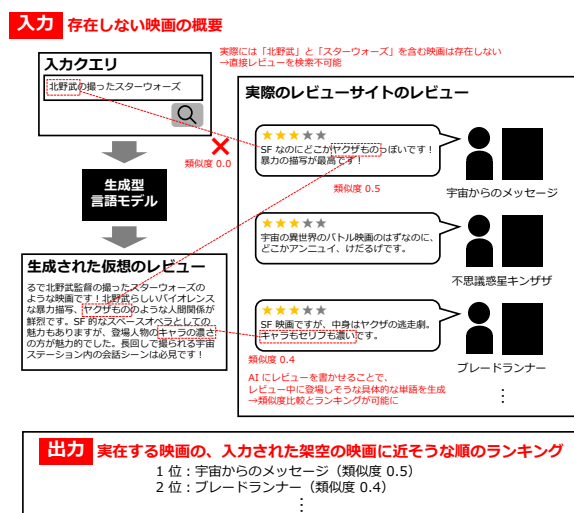 入力 存在しない映画の概要
実際には「北野武」と「スターウォーズ」を含む映画は存在しない
→直接レビューを検索不可能
入力クエリ
北野武の撮ったスターウォーズ
類似度 0.0
生成型
言語モデル
生成された仮想のレビュー
るで北野武監督の撮ったスターウォーズの
ような映画です！北野武らしいバイオレンス
な暴力描写、ヤクザもののような人間関係が
鮮烈です。SF 的なスペースオペラとしての
魅力もありますが、登場人物のキャラの濃さ
の方が魅力的でした。長回しで撮られる宇宙
ステーション内の会話シーンは必見です！
実際のレビューサイトのレビュー
★★★★★
SF なのにどこかヤクザものっぽいです！
暴力の描写が最高です！
類似度 0.5
宇宙からのメッセージ
★★★★★
宇宙の異世界のバトル映画のはずなのに、
どこかアンニュイ、けだるげです。
不思議惑星キンザザ
★★★★★
SF 映画ですが、中身はヤクザの逃走劇。
キャラもセリフも濃いです。
類似度 0.4
ブレードランナー
AI にレビューを書かせることで、
レビュー中に登場しそうな具体的な単語を生成
→類似度比較とランキングが可能に
⋮
出力 実在する映画の、入力された架空の映画に近そうな順のランキング
1 位：宇宙からのメッセージ（類似度 0.5）
2 位：ブレードランナー（類似度 0.4）
⋮